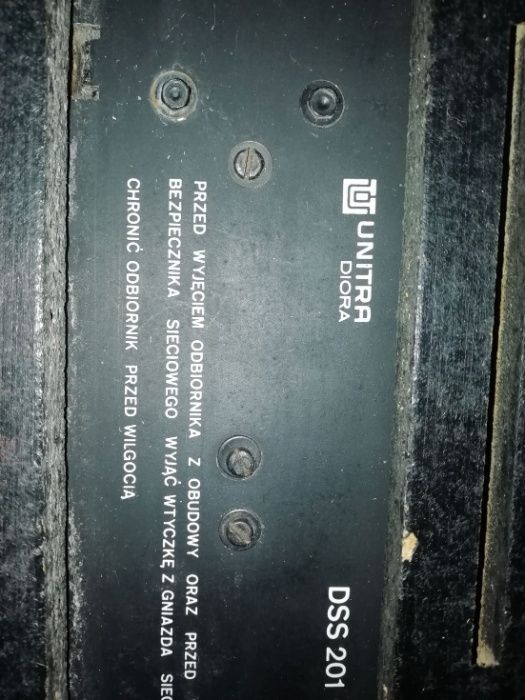 UNITRA
DIORA
DSS 201
PRZED WYJĘCIEM ODBIORNIKA Z OBUDOWY ORAZ PRZED
BEZPIECZNIKA SIECIOWEGO WYJĄĆ WTYCZKĘ Z GNIAZDA SIEC
CHRONIĆ ODBIORNIK PRZED WILGOCIĄ